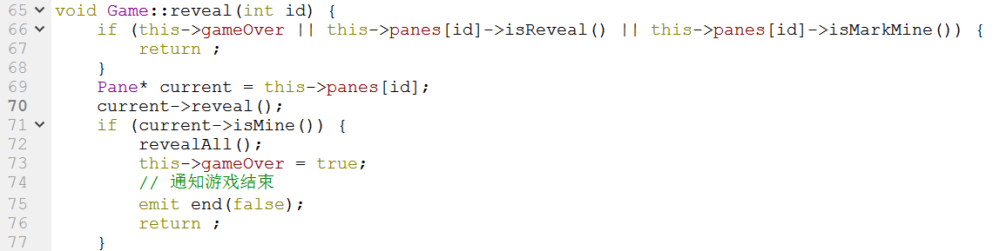 65 void Game::reveal(int id) {
66     if (this->gameOver || this->panes[id]->isReveal() || this->panes[id]->isMarkMine()) {
67         return ;
68     }
69     Pane* current = this->panes[id];
70     current->reveal();
71     if (current->isMine()) {
72         revealAll();
73         this->gameOver = true;
74         // 通知游戏结束
75         emit end(false);
76         return ;
77     }